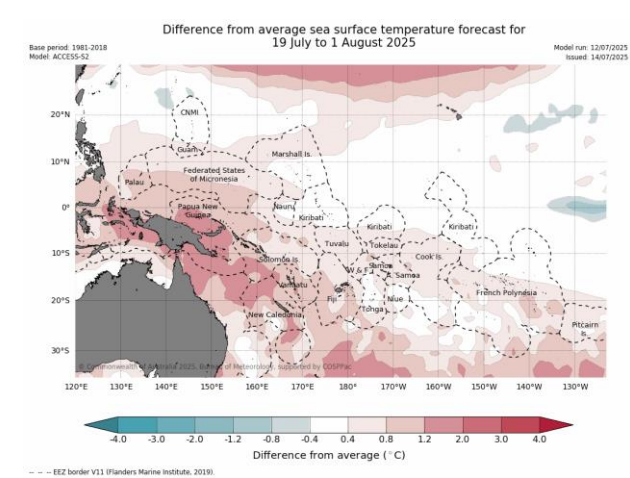 Difference from average sea surface temperature forecast for
19 July to 1 August 2025
Base period: 1981-2018
Model: ACCESS-S2
Model run: 12/07/2025
Issued: 14/07/2025
20°N
10°N
0°
10°S
20°S
30°S
CNMI
Guam
Marshall Is.
Palau
Federated States
of Micronesia
Papua New
Guinea
Nauru
Kiribati
Kiribati
Kiribati
Tuvalu
Tokelau
Solomon Is.
W & F
Samoa
A. Samoa
Cook Is.
Vanuatu
Fiji
Tonga
Niue
French Polynesia
New Caledonia
Pitcairn
Is.
© Commonwealth of Australia 2025, Bureau of Meteorology, supported by COSPPac
120°E 130°E 140°E 150°E 160°E 170°E 180°W 170°W 160°W 150°W 140°W 130°W
-4.0 -3.0 -2.0 -1.2 -0.8 -0.4 0.4 0.8 1.2 2.0 3.0 4.0
Difference from average (°C)
-- EEZ border V11 (Flanders Marine Institute, 2019).